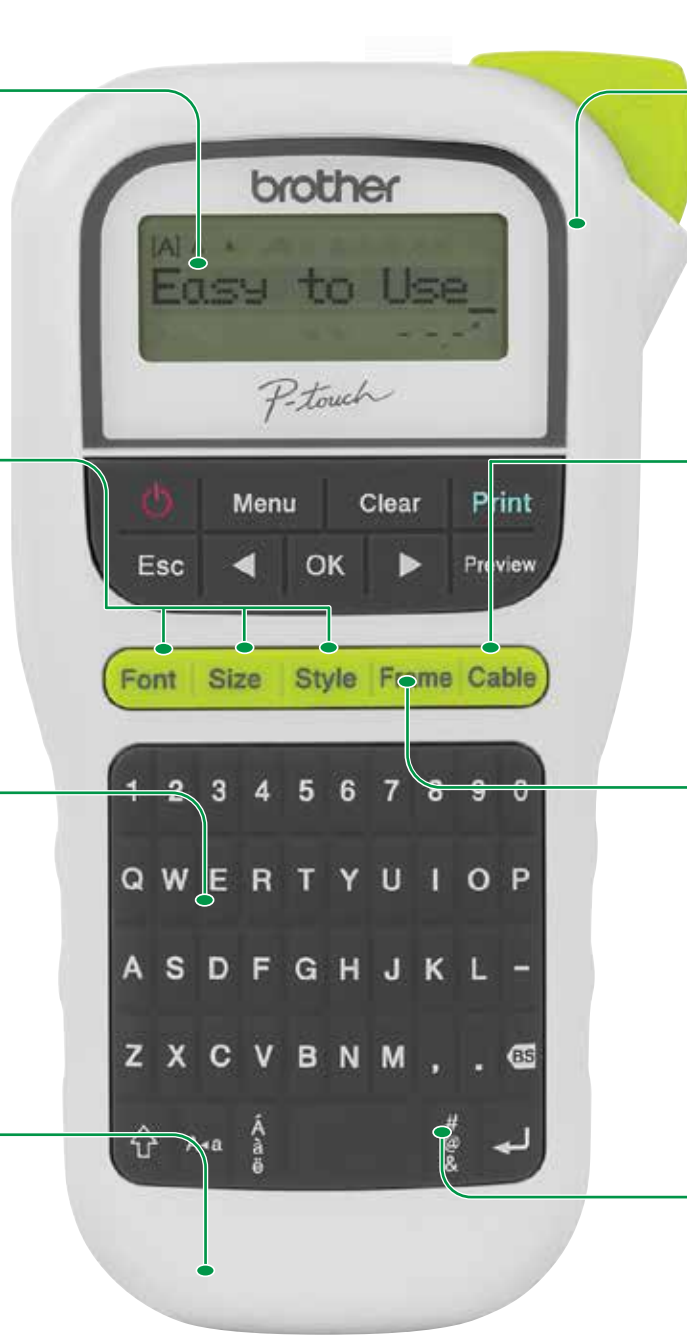 brother
[A] A
Easy to Use_
--.-"
P-touch
Menu Clear Print
Esc ◀ OK ▶ Preview
Font Size Style Frame Cable
1 2 3 4 5 6 7 8 9 0
Q W E R T Y U I O P
A S D F G H J K L -
Z X C V B N M , . BS
A◂a Á à ë # @ &